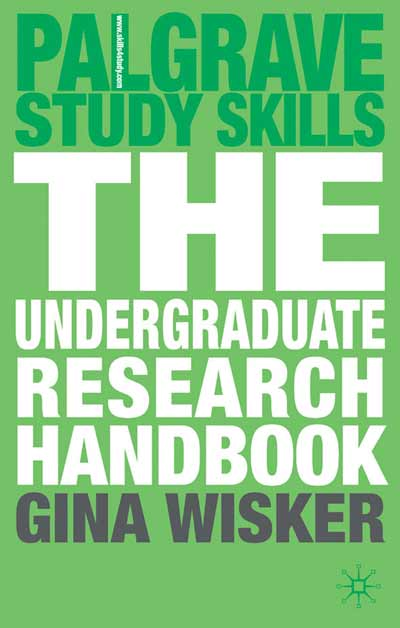 PALGRAVE
www.skills4study.com
STUDY SKILLS
THE
UNDERGRADUATE
RESEARCH
HANDBOOK
GINA WISKER